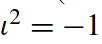 ι² = −1